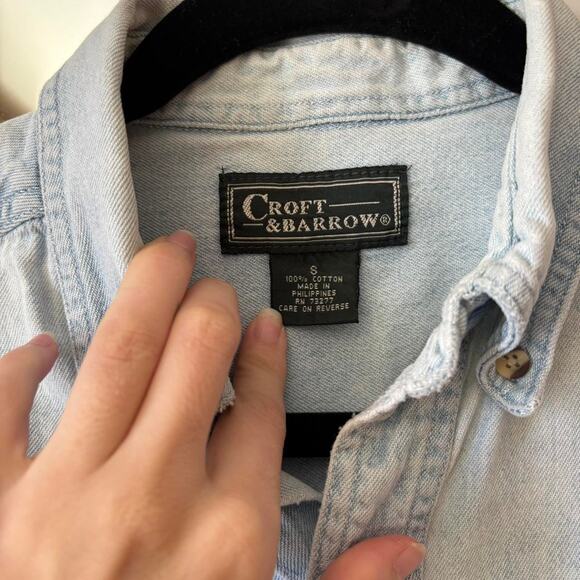 CROFT
&BARROW®
S
100% COTTON
MADE IN
PHILIPPINES
RN 73277
CARE ON REVERSE